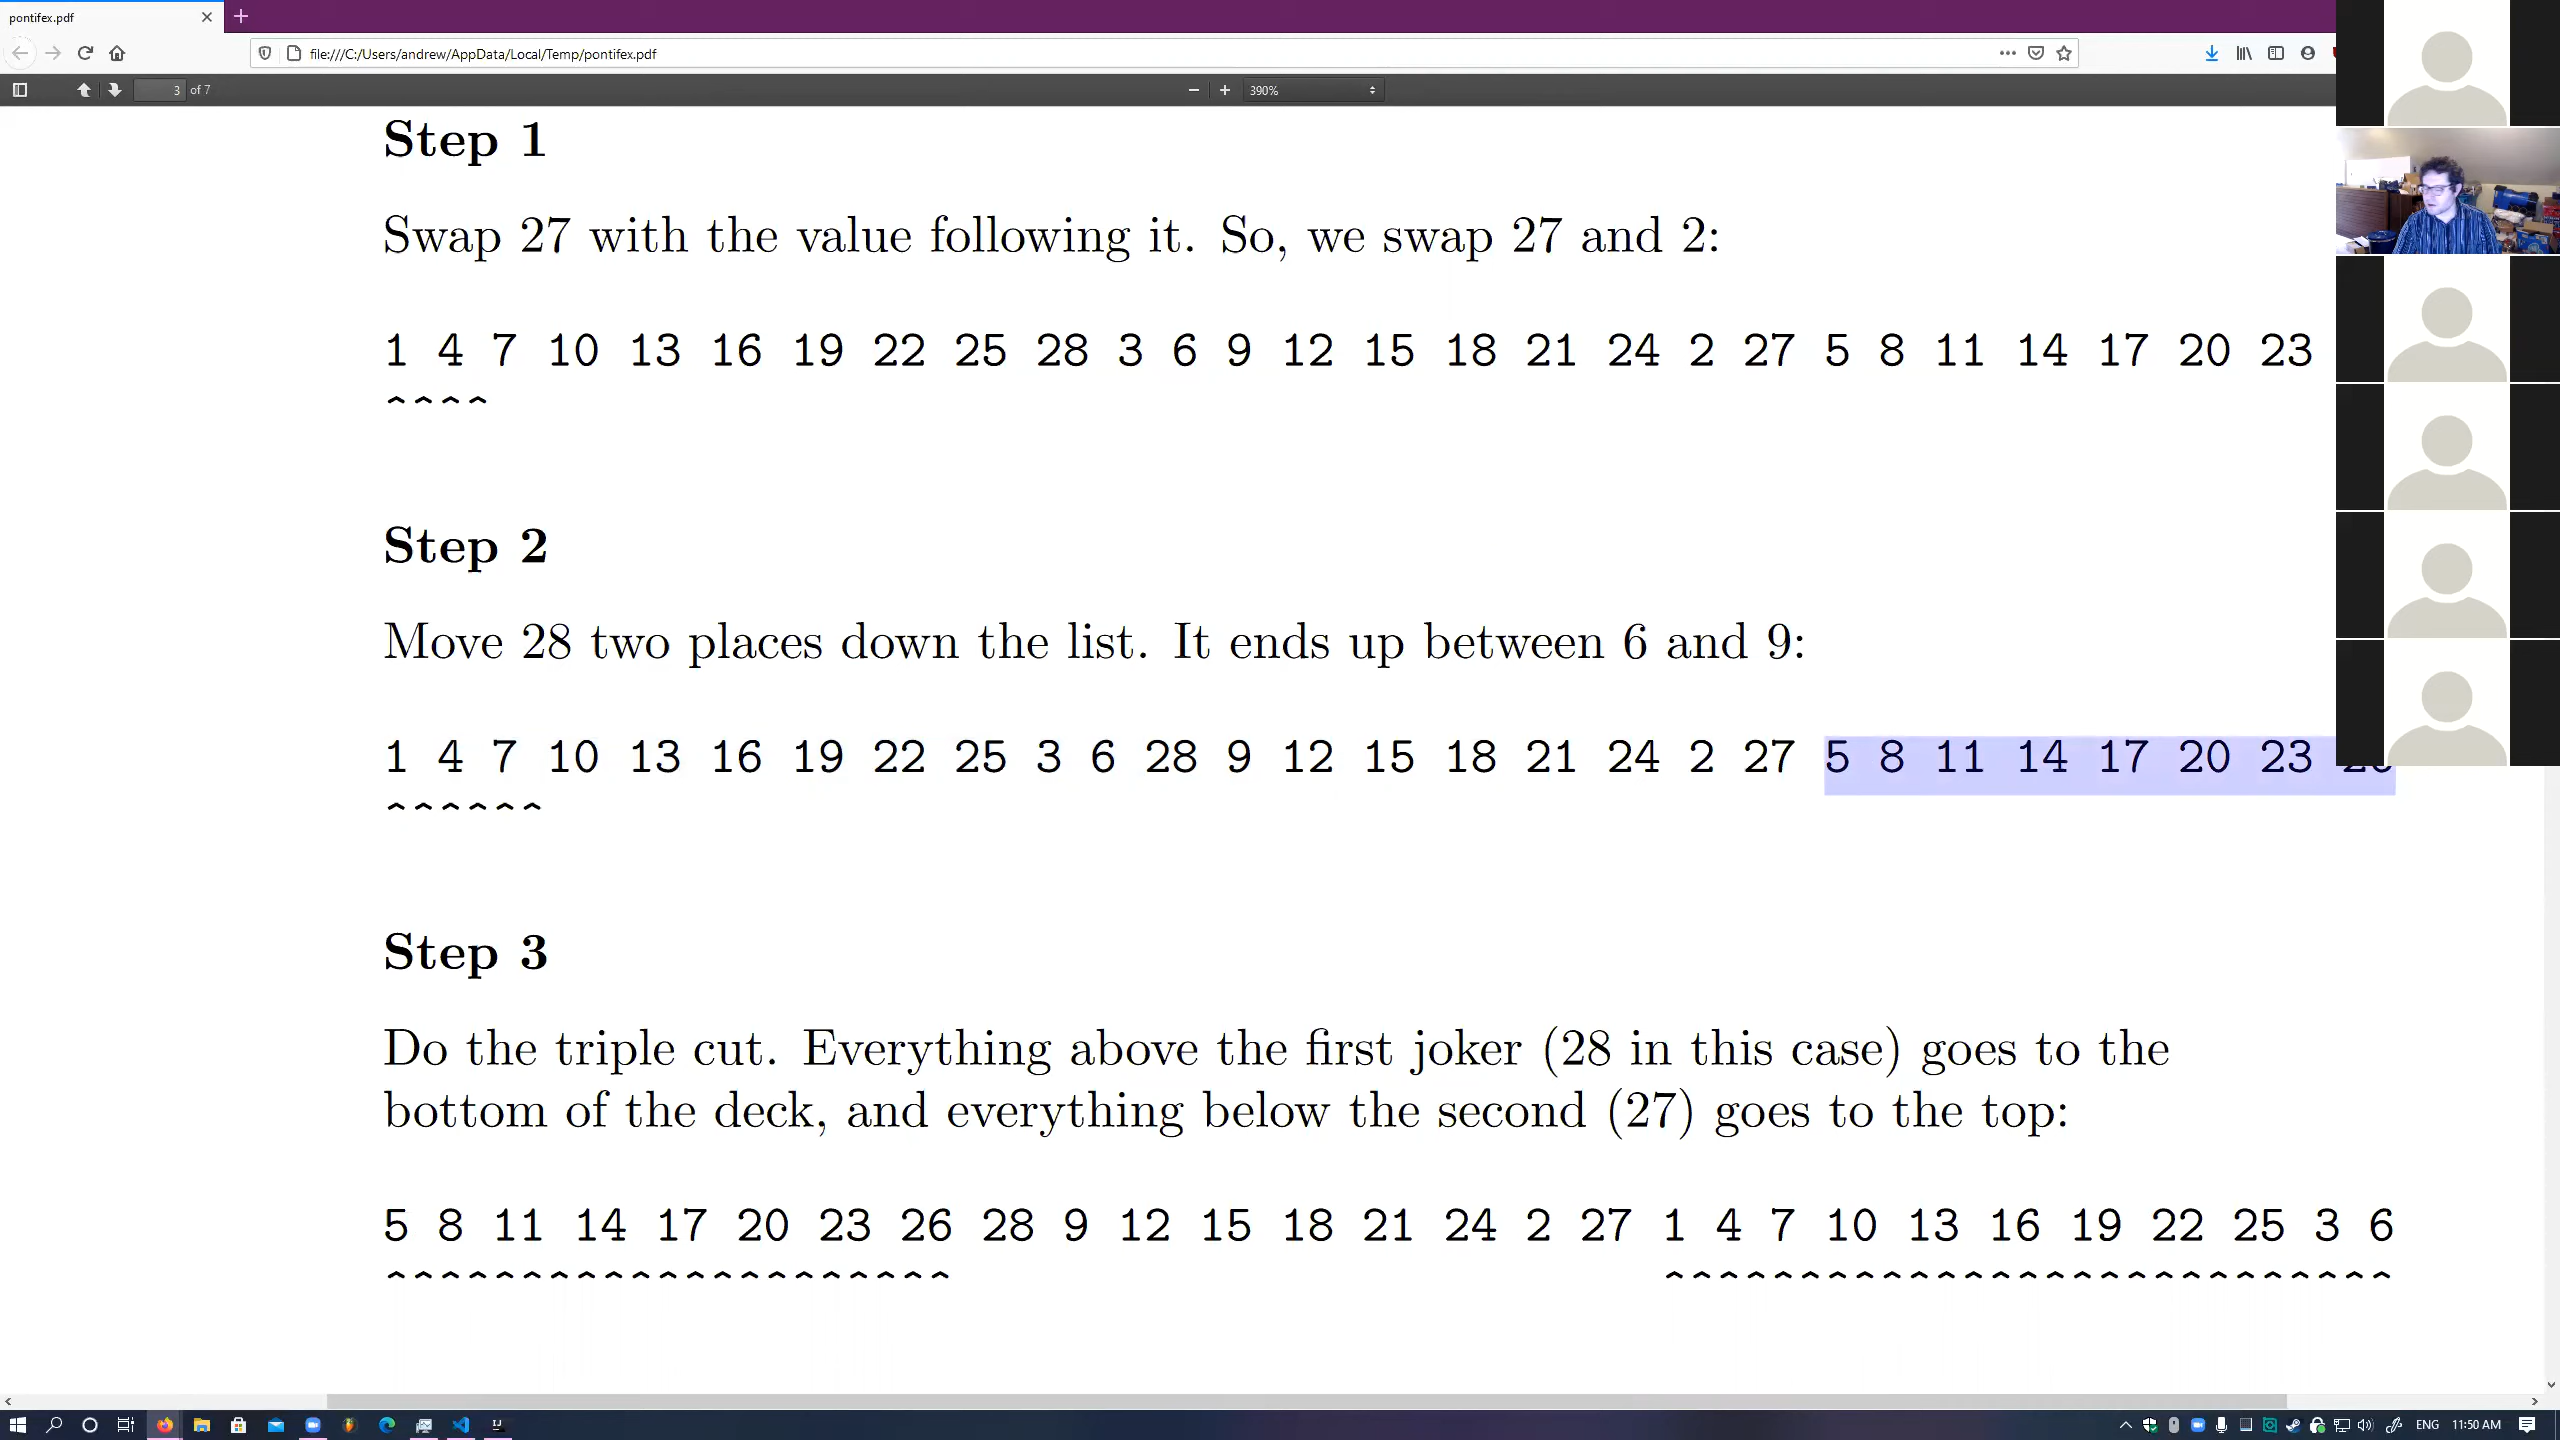 pontifex.pdf
file:///C:/Users/andrew/AppData/Local/Temp/pontifex.pdf
3 of 7
390%
Step 1
Swap 27 with the value following it. So, we swap 27 and 2:
1 4 7 10 13 16 19 22 25 28 3 6 9 12 15 18 21 24 2 27 5 8 11 14 17 20 23
^^^^
Step 2
Move 28 two places down the list. It ends up between 6 and 9:
1 4 7 10 13 16 19 22 25 3 6 28 9 12 15 18 21 24 2 27 5 8 11 14 17 20 23 26
^^^^^^
Step 3
Do the triple cut. Everything above the first joker (28 in this case) goes to the
bottom of the deck, and everything below the second (27) goes to the top:
5 8 11 14 17 20 23 26 28 9 12 15 18 21 24 2 27 1 4 7 10 13 16 19 22 25 3 6
^^^^^^^^^^^^^^^^^^^^^ ^^^^^^^^^^^^^^^^^^^^^^^^^^^
ENG 11:50 AM